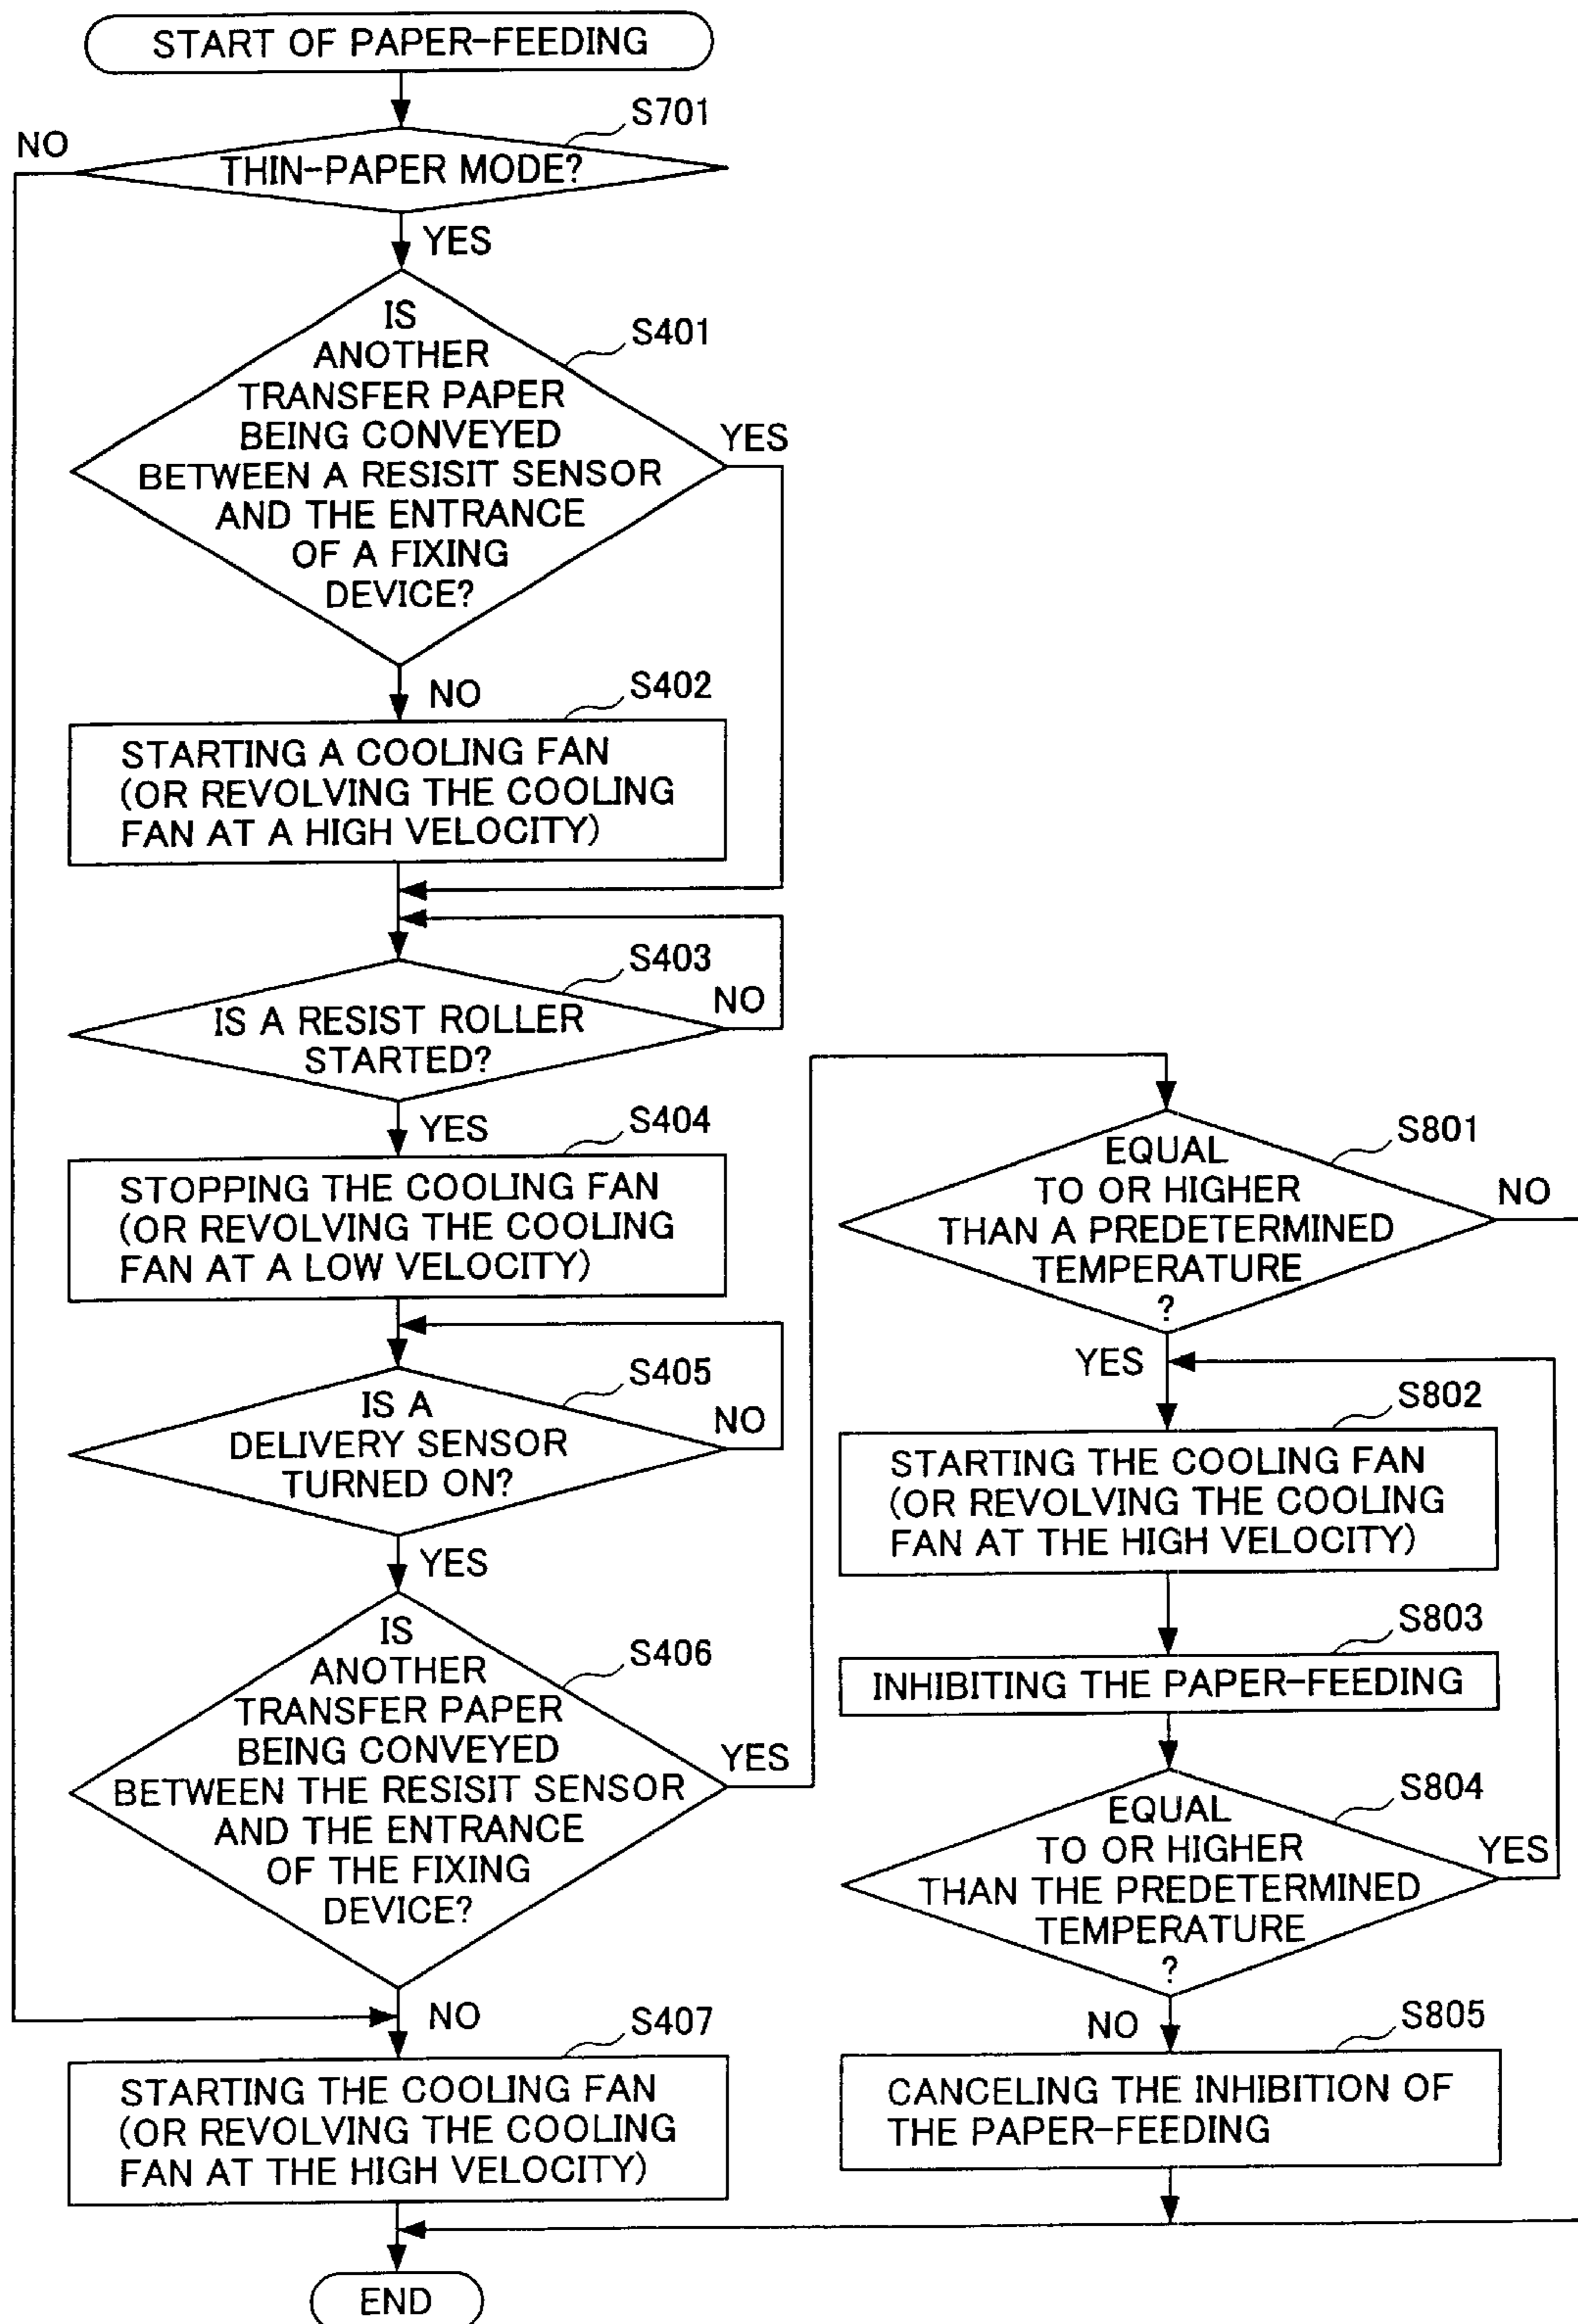 START OF PAPER-FEEDING
S701
NO
THIN-PAPER MODE?
YES
S401
IS
ANOTHER
TRANSFER PAPER
BEING CONVEYED
BETWEEN A RESISIT SENSOR
AND THE ENTRANCE
OF A FIXING
DEVICE?
YES
NO
S402
STARTING A COOLING FAN
(OR REVOLVING THE COOLING
FAN AT A HIGH VELOCITY)
S403
IS A RESIST ROLLER
STARTED?
NO
YES
S404
STOPPING THE COOLING FAN
(OR REVOLVING THE COOLING
FAN AT A LOW VELOCITY)
S405
IS A
DELIVERY SENSOR
TURNED ON?
NO
YES
S406
IS
ANOTHER
TRANSFER PAPER
BEING CONVEYED
BETWEEN THE RESISIT SENSOR
AND THE ENTRANCE
OF THE FIXING
DEVICE?
YES
NO
S407
STARTING THE COOLING FAN
(OR REVOLVING THE COOLING
FAN AT THE HIGH VELOCITY)
END
S801
EQUAL
TO OR HIGHER
THAN A PREDETERMINED
TEMPERATURE
?
NO
YES
S802
STARTING THE COOLING FAN
(OR REVOLVING THE COOLING
FAN AT THE HIGH VELOCITY)
S803
INHIBITING THE PAPER-FEEDING
S804
EQUAL
TO OR HIGHER
THAN THE PREDETERMINED
TEMPERATURE
?
YES
NO
S805
CANCELING THE INHIBITION OF
THE PAPER-FEEDING